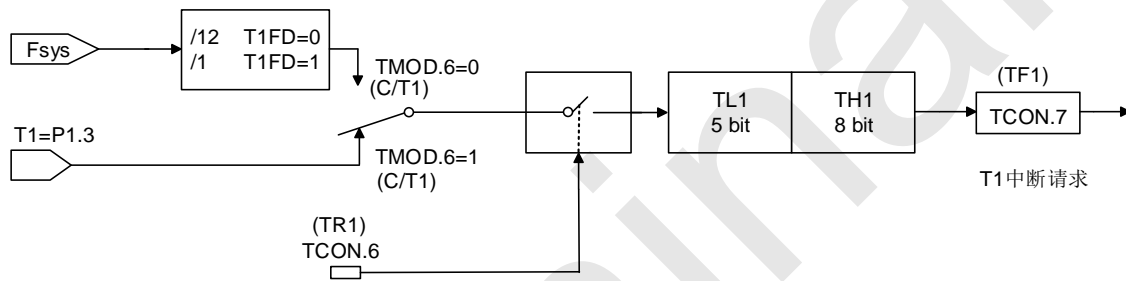 Fsys
/12 T1FD=0
/1 T1FD=1
TMOD.6=0
(C/T1)
T1=P1.3
TMOD.6=1
(C/T1)
(TR1)
TCON.6
TL1
5 bit
TH1
8 bit
(TF1)
TCON.7
T1中断请求